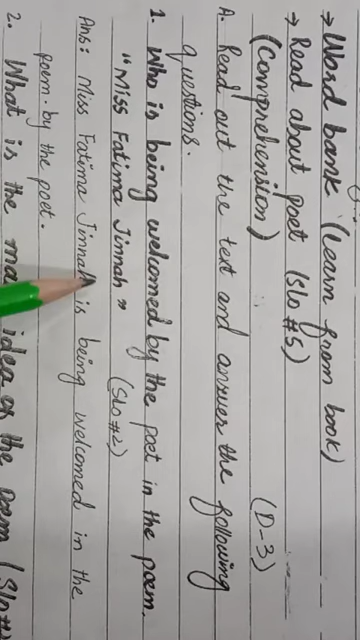 → Word bank (Learn from book)
→ Read about poet (Slo #5)
(Comprehension) (D-3)
A. Read out the text and answer the following
questions.
1. Who is being welcomed by the poet in the poem.
"Miss Fatima Jinnah" (Slo #2)
Ans: Miss Fatima Jinnah is being welcomed in the
poem. by the poet.
2. What is the idea of the poem (Slo #